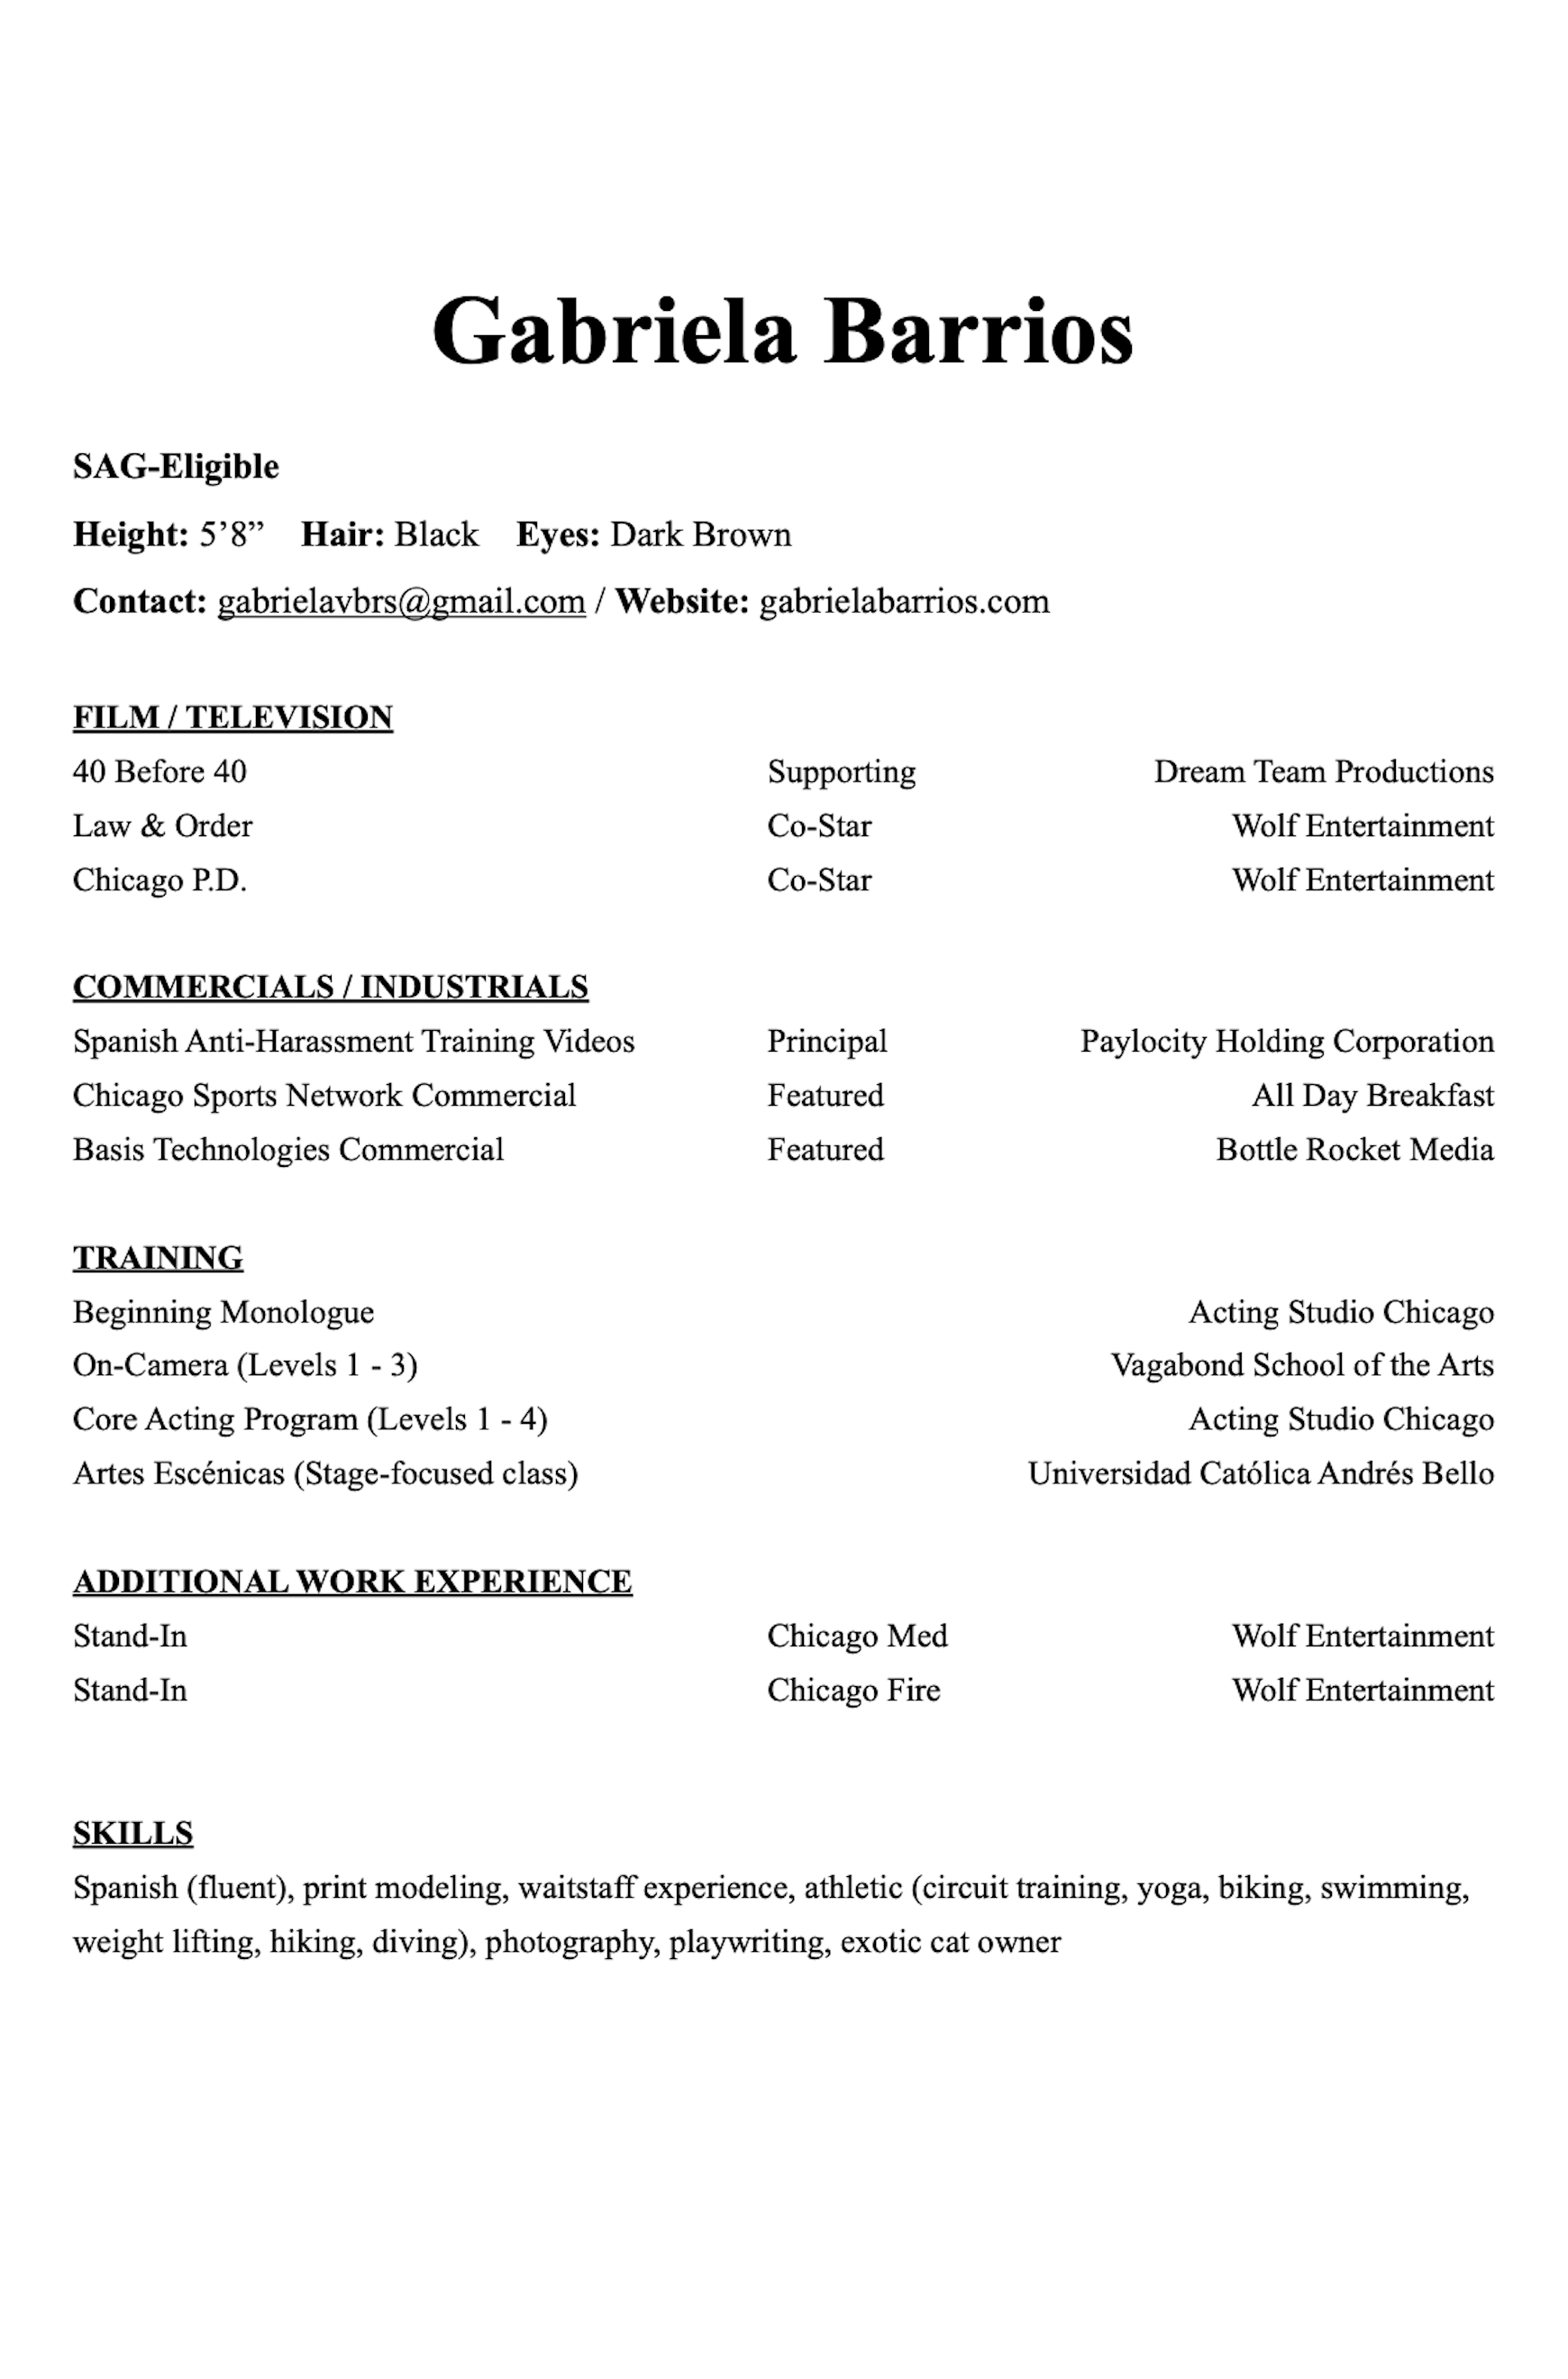 Gabriela Barrios
SAG-Eligible
Height: 5’8” Hair: Black Eyes: Dark Brown
Contact: gabrielavbrs@gmail.com / Website: gabrielabarrios.com
FILM / TELEVISION
40 Before 40 Supporting Dream Team Productions
Law & Order Co-Star Wolf Entertainment
Chicago P.D. Co-Star Wolf Entertainment
COMMERCIALS / INDUSTRIALS
Spanish Anti-Harassment Training Videos Principal Paylocity Holding Corporation
Chicago Sports Network Commercial Featured All Day Breakfast
Basis Technologies Commercial Featured Bottle Rocket Media
TRAINING
Beginning Monologue Acting Studio Chicago
On-Camera (Levels 1 - 3) Vagabond School of the Arts
Core Acting Program (Levels 1 - 4) Acting Studio Chicago
Artes Escénicas (Stage-focused class) Universidad Católica Andrés Bello
ADDITIONAL WORK EXPERIENCE
Stand-In Chicago Med Wolf Entertainment
Stand-In Chicago Fire Wolf Entertainment
SKILLS
Spanish (fluent), print modeling, waitstaff experience, athletic (circuit training, yoga, biking, swimming,
weight lifting, hiking, diving), photography, playwriting, exotic cat owner